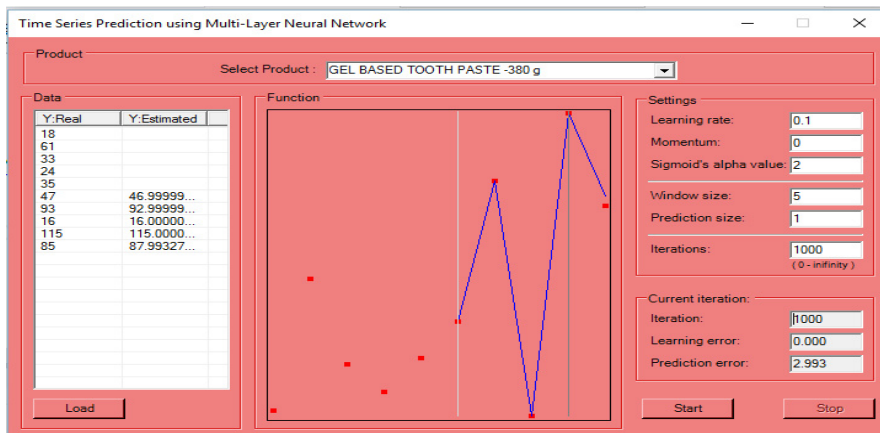 Time Series Prediction using Multi-Layer Neural Network
Product
Select Product : GEL BASED TOOTH PASTE -380 g
Data
Y:Real Y:Estimated
18
61
33
24
35
47 46.99999...
93 92.99999...
16 16.00000...
115 115.0000...
85 87.99327...
Load
Function
Settings
Learning rate: 0.1
Momentum: 0
Sigmoid's alpha value: 2
Window size: 5
Prediction size: 1
Iterations: 1000
( 0 - inifinity )
Current iteration:
Iteration: 1000
Learning error: 0.000
Prediction error: 2.993
Start Stop